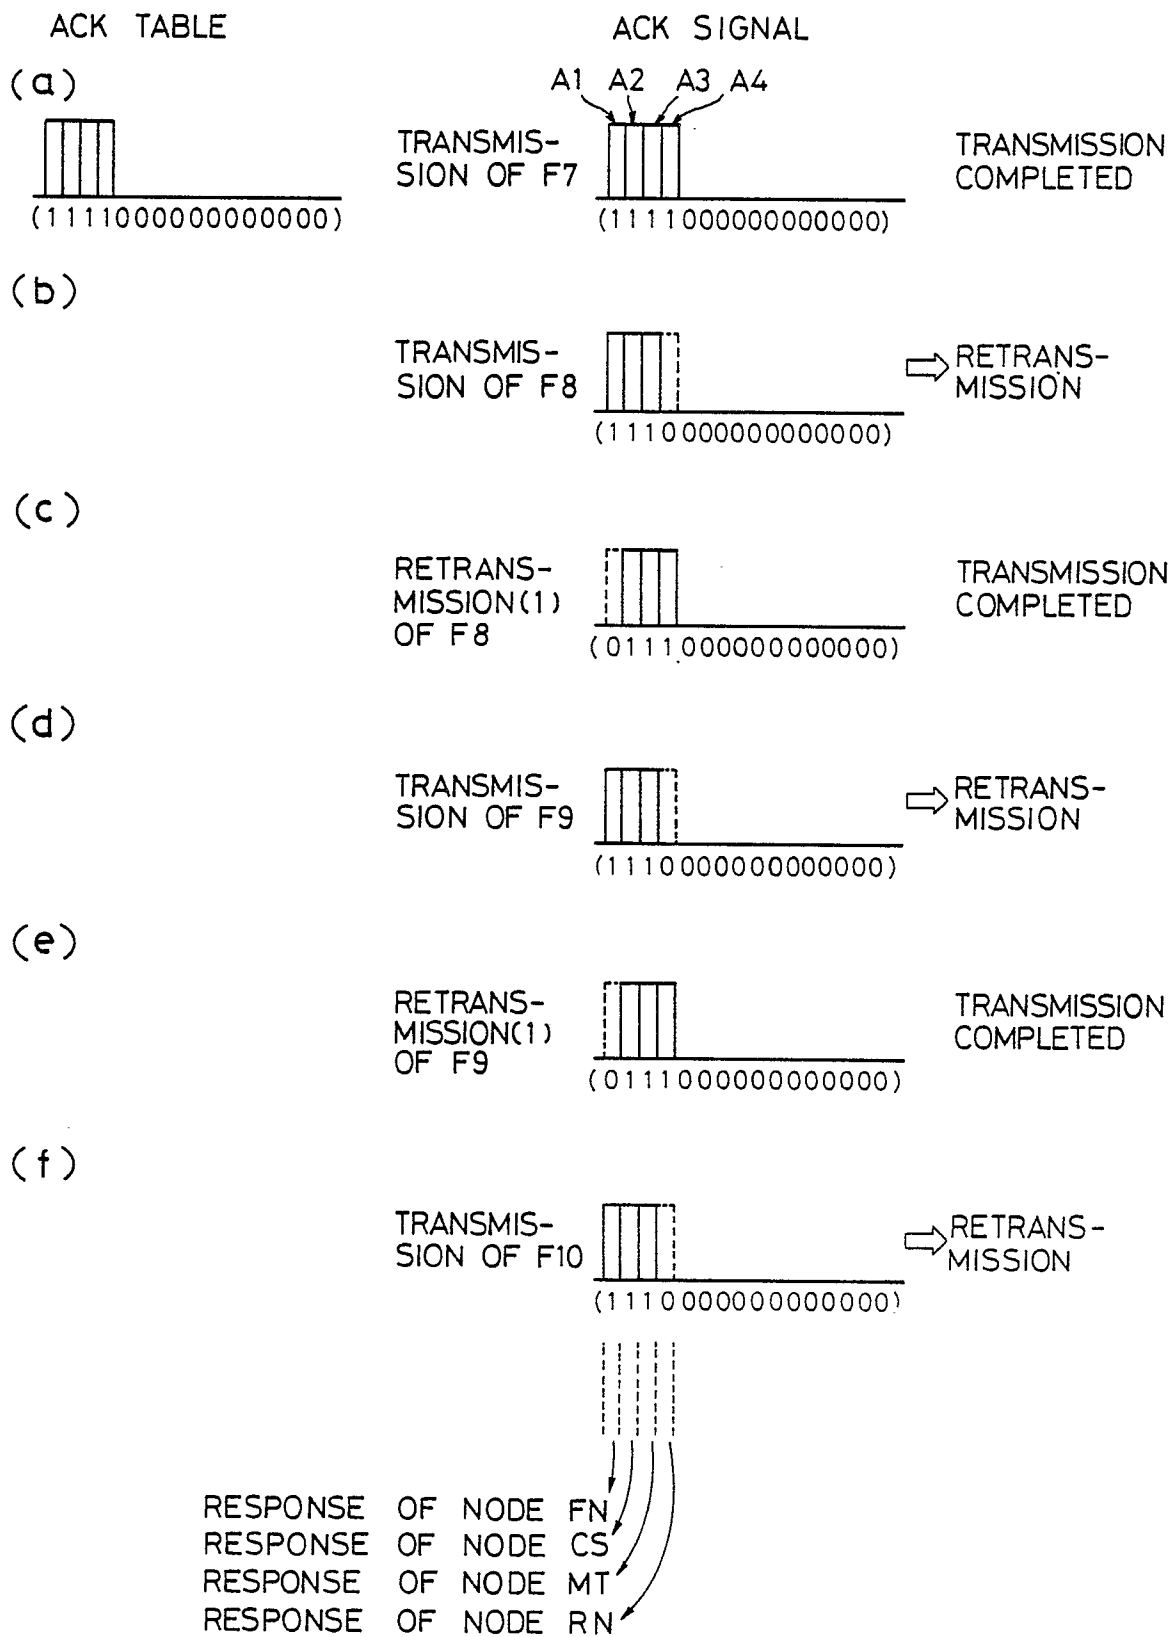 ACK TABLE
ACK SIGNAL
(a)
A1 A2 A3 A4
TRANSMIS-
SION OF F7
TRANSMISSION
COMPLETED
(1111000000000000)
(1111000000000000)
(b)
TRANSMIS-
SION OF F8
RETRANS-
MISSION
(1110000000000000)
(c)
RETRANS-
MISSION(1)
OF F8
TRANSMISSION
COMPLETED
(0111000000000000)
(d)
TRANSMIS-
SION OF F9
RETRANS-
MISSION
(1110000000000000)
(e)
RETRANS-
MISSION(1)
OF F9
TRANSMISSION
COMPLETED
(0111000000000000)
(f)
TRANSMIS-
SION OF F10
RETRANS-
MISSION
(1110000000000000)
RESPONSE OF NODE FN
RESPONSE OF NODE CS
RESPONSE OF NODE MT
RESPONSE OF NODE RN